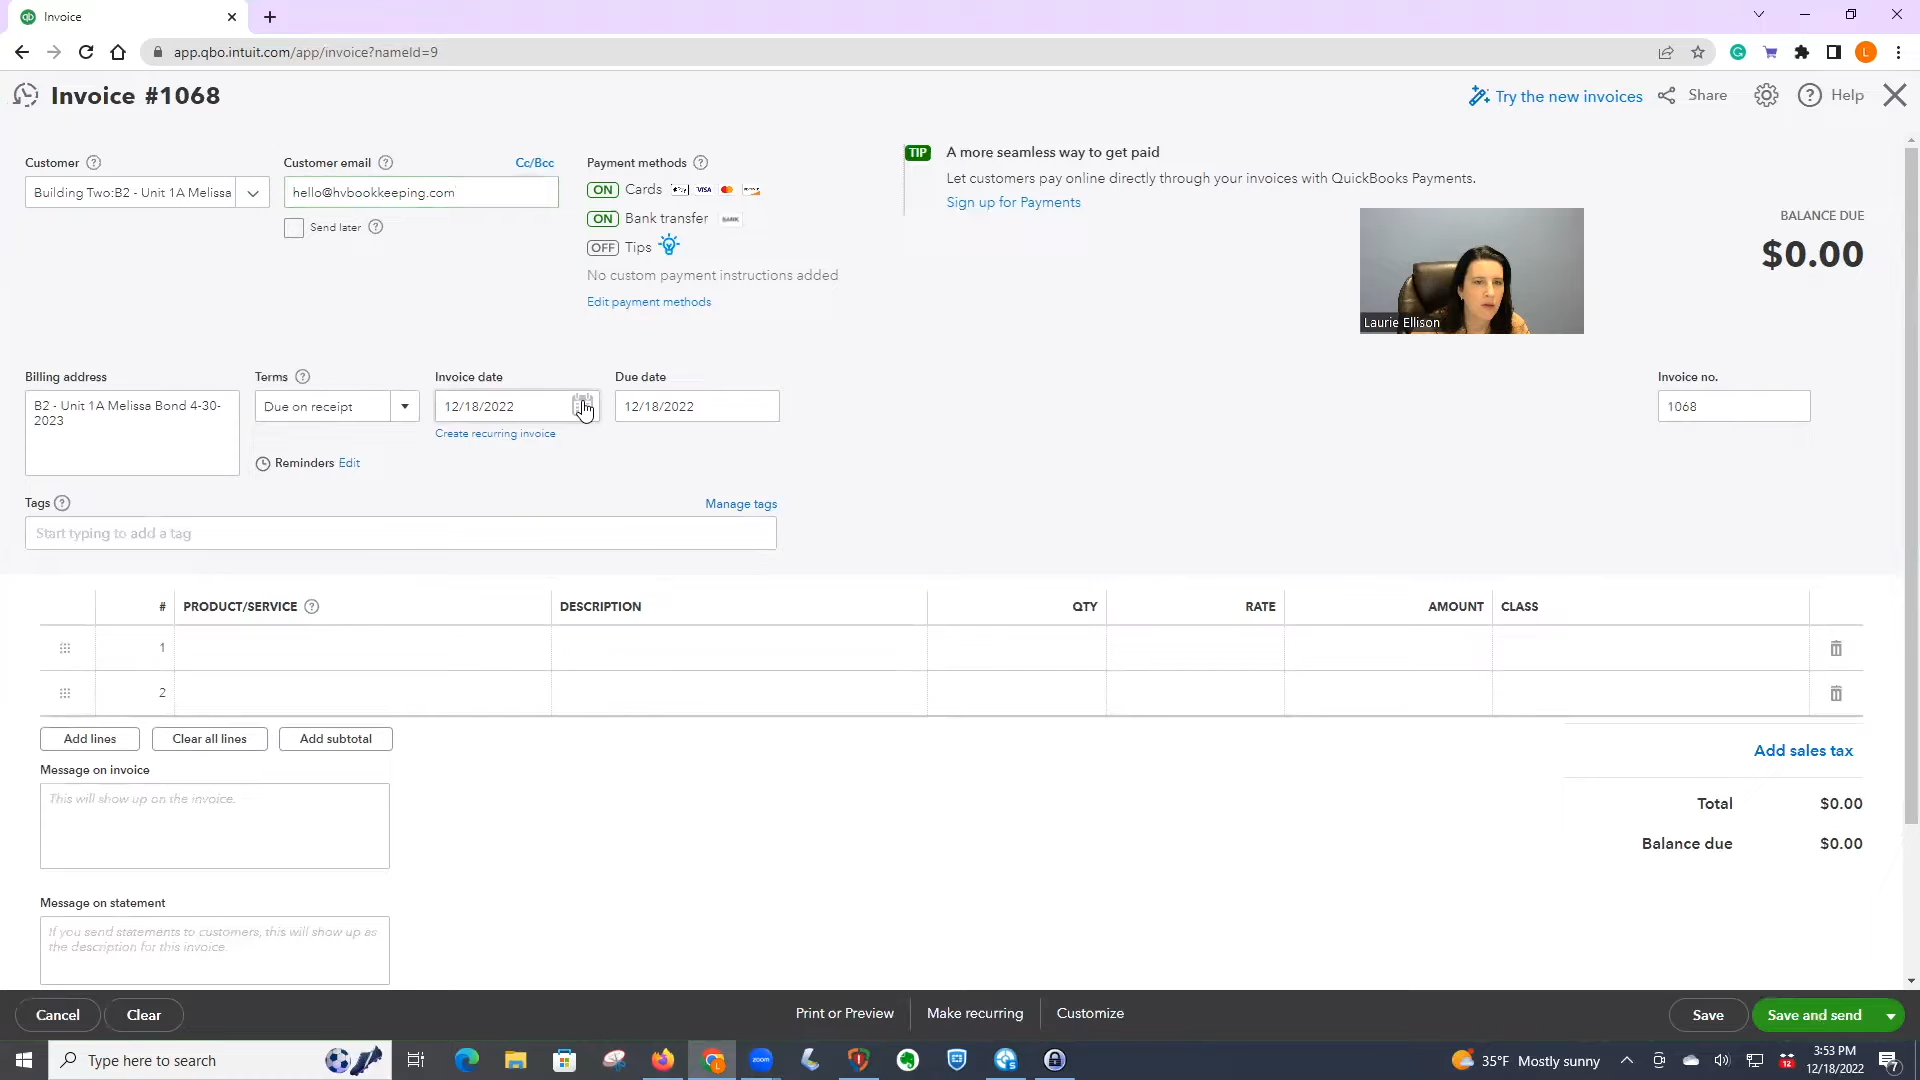 Invoice
app.qbo.intuit.com/app/invoice?nameId=9
L
Invoice #1068
Try the new invoices
Share
Help
Customer
Customer email
Cc/Bcc
Payment methods
TIP
A more seamless way to get paid
Building Two:B2 - Unit 1A Melissa
hello@hvbookkeeping.com
ON Cards
VISA
Let customers pay online directly through your invoices with QuickBooks Payments.
Send later
ON Bank transfer
BANK
Sign up for Payments
BALANCE DUE
$0.00
OFF Tips
No custom payment instructions added
Edit payment methods
Laurie Ellison
Billing address
Terms
Invoice date
Due date
Invoice no.
B2 - Unit 1A Melissa Bond 4-30-
2023
Due on receipt
12/18/2022
12/18/2022
1068
Create recurring invoice
Reminders Edit
Tags
Manage tags
Start typing to add a tag
# PRODUCT/SERVICE DESCRIPTION QTY RATE AMOUNT CLASS
1
2
Add lines
Clear all lines
Add subtotal
Add sales tax
Message on invoice
This will show up on the invoice.
Total $0.00
Balance due $0.00
Message on statement
If you send statements to customers, this will show up as
the description for this invoice.
Cancel
Clear
Print or Preview
Make recurring
Customize
Save
Save and send
Type here to search
zoom
L
35°F Mostly sunny
12
3:53 PM
12/18/2022
7